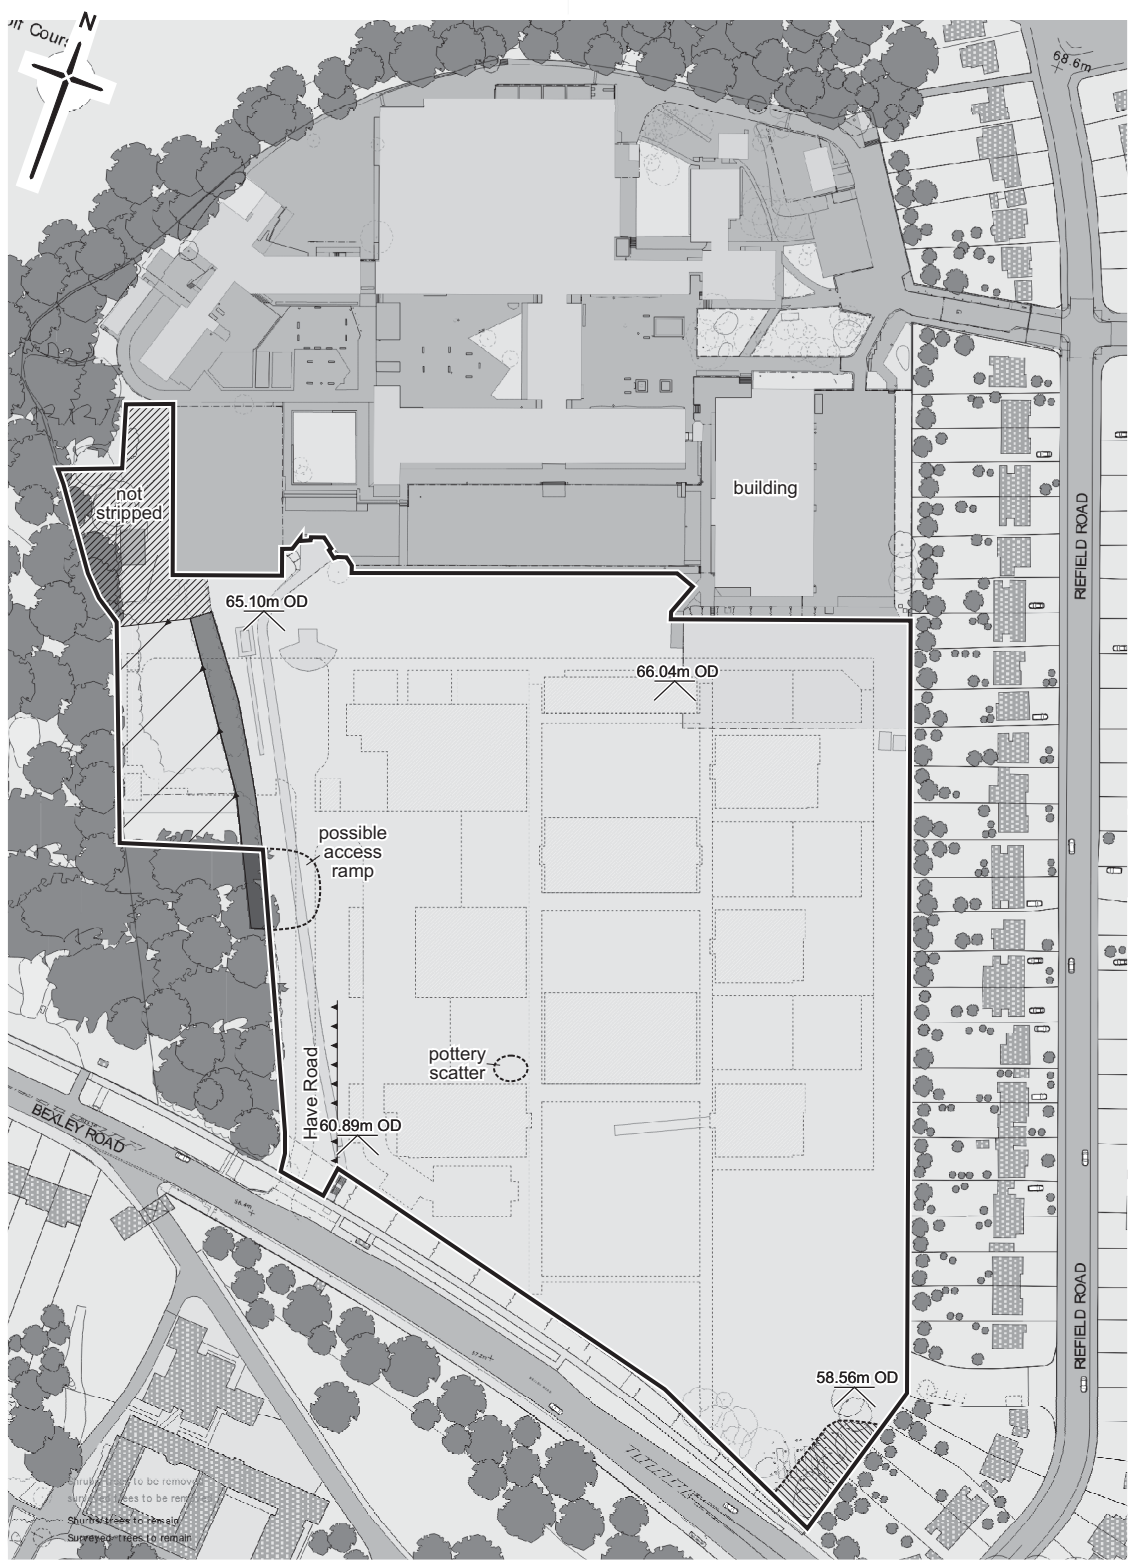 N
68.6m
not
stripped
building
RIEFIELD ROAD
65.10m OD
66.04m OD
possible
access
ramp
pottery
scatter
Have Road
60.89m OD
BEXLEY ROAD
RIEFIELD ROAD
58.56m OD
Shrubs/trees to remain
Surveyed trees to remain